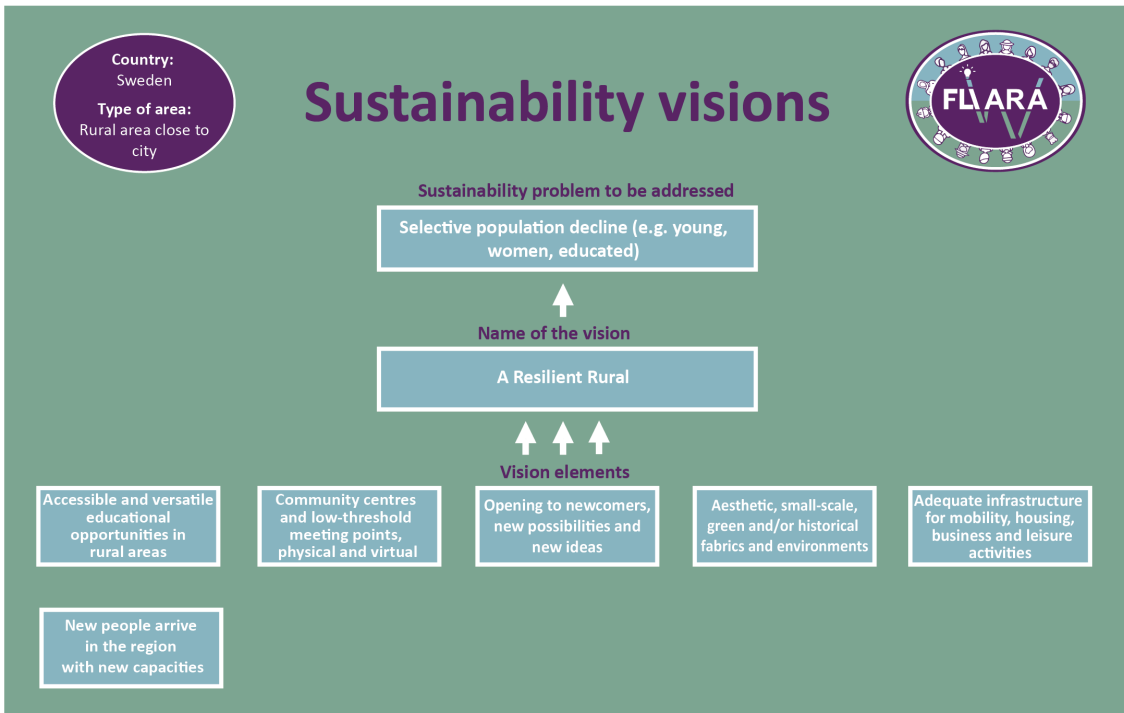 Country:
Sweden
Type of area:
Rural area close to
city
Sustainability visions
FLIARA
Sustainability problem to be addressed
Selective population decline (e.g. young,
women, educated)
Name of the vision
A Resilient Rural
Vision elements
Accessible and versatile
educational
opportunities in
rural areas
Community centres
and low-threshold
meeting points,
physical and virtual
Opening to newcomers,
new possibilities and
new ideas
Aesthetic, small-scale,
green and/or historical
fabrics and environments
Adequate infrastructure
for mobility, housing,
business and leisure
activities
New people arrive
in the region
with new capacities